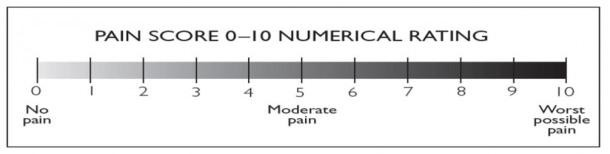 PAIN SCORE 0–10 NUMERICAL RATING
0 1 2 3 4 5 6 7 8 9 10
No pain
Moderate pain
Worst possible pain